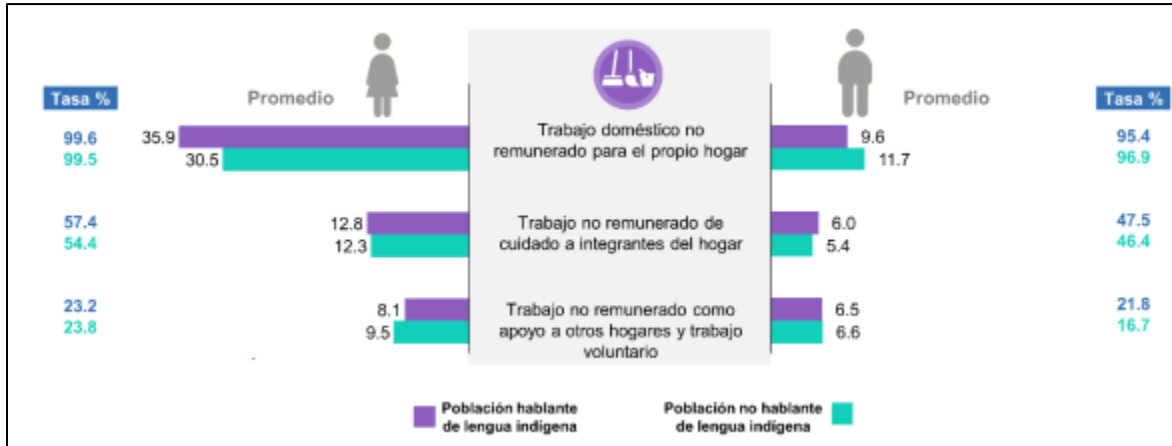 Tasa %
Promedio
Promedio
Tasa %
99.6
35.9
Trabajo doméstico no
remunerado para el propio hogar
9.6
95.4
99.5
30.5
11.7
96.9
57.4
12.8
Trabajo no remunerado de
cuidado a integrantes del hogar
6.0
47.5
54.4
12.3
5.4
46.4
23.2
8.1
Trabajo no remunerado como
apoyo a otros hogares y trabajo
voluntario
6.5
21.8
23.8
9.5
6.6
16.7
Población hablante
de lengua indígena
Población no hablante
de lengua indígena